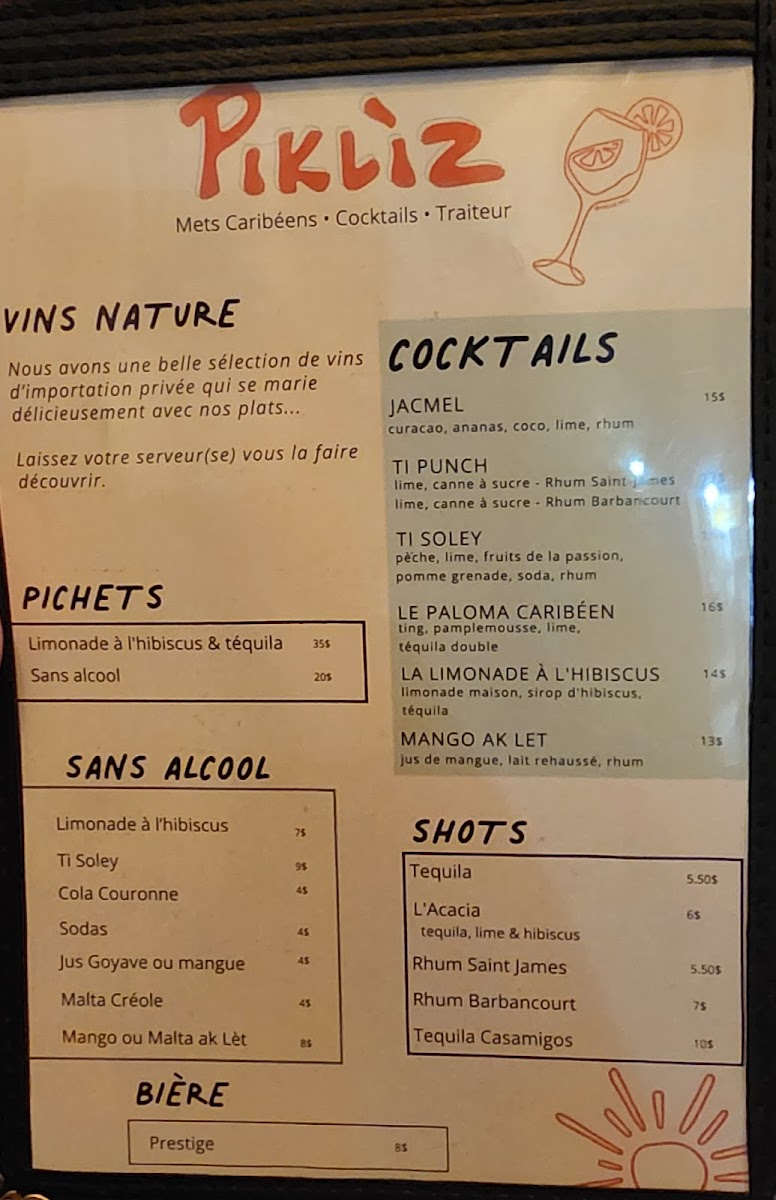 PIKLÌZ
Mets Caribéens • Cocktails • Traiteur
VINS NATURE
Nous avons une belle sélection de vins
d'importation privée qui se marie
délicieusement avec nos plats...
Laissez votre serveur(se) vous la faire
découvrir.
PICHETS
Limonade à l'hibiscus & téquila 35$
Sans alcool 20$
SANS ALCOOL
Limonade à l'hibiscus 7$
Ti Soley 9$
Cola Couronne 4$
Sodas 4$
Jus Goyave ou mangue 4$
Malta Créole 4$
Mango ou Malta ak Lèt 8$
BIÈRE
Prestige 8$
COCKTAILS
JACMEL 15$
curacao, ananas, coco, lime, rhum
TI PUNCH
lime, canne à sucre - Rhum Saint James
lime, canne à sucre - Rhum Barbancourt
TI SOLEY
pèche, lime, fruits de la passion,
pomme grenade, soda, rhum
LE PALOMA CARIBÉEN 16$
ting, pamplemousse, lime,
téquila double
LA LIMONADE À L'HIBISCUS 14$
limonade maison, sirop d'hibiscus,
téquila
MANGO AK LET 13$
jus de mangue, lait rehaussé, rhum
SHOTS
Tequila 5.50$
L'Acacia 6$
tequila, lime & hibiscus
Rhum Saint James 5.50$
Rhum Barbancourt 7$
Tequila Casamigos 10$